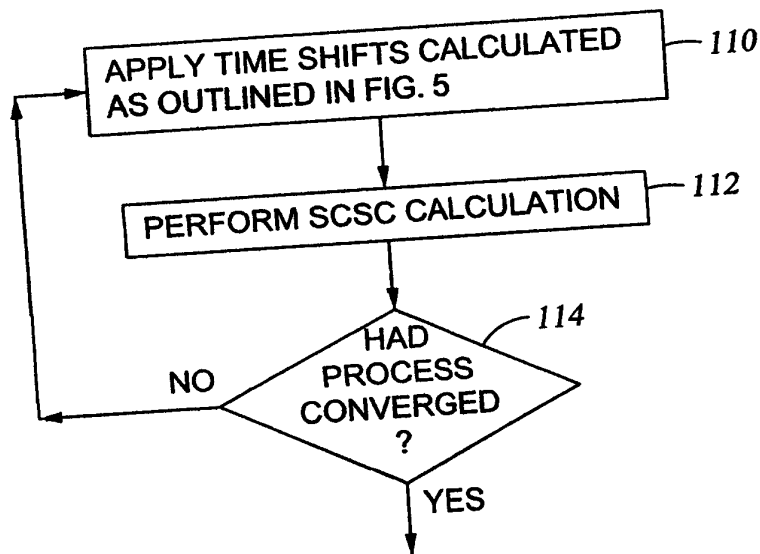 APPLY TIME SHIFTS CALCULATED
AS OUTLINED IN FIG. 5
110
PERFORM SCSC CALCULATION
112
HAD
PROCESS
CONVERGED
?
114
NO
YES